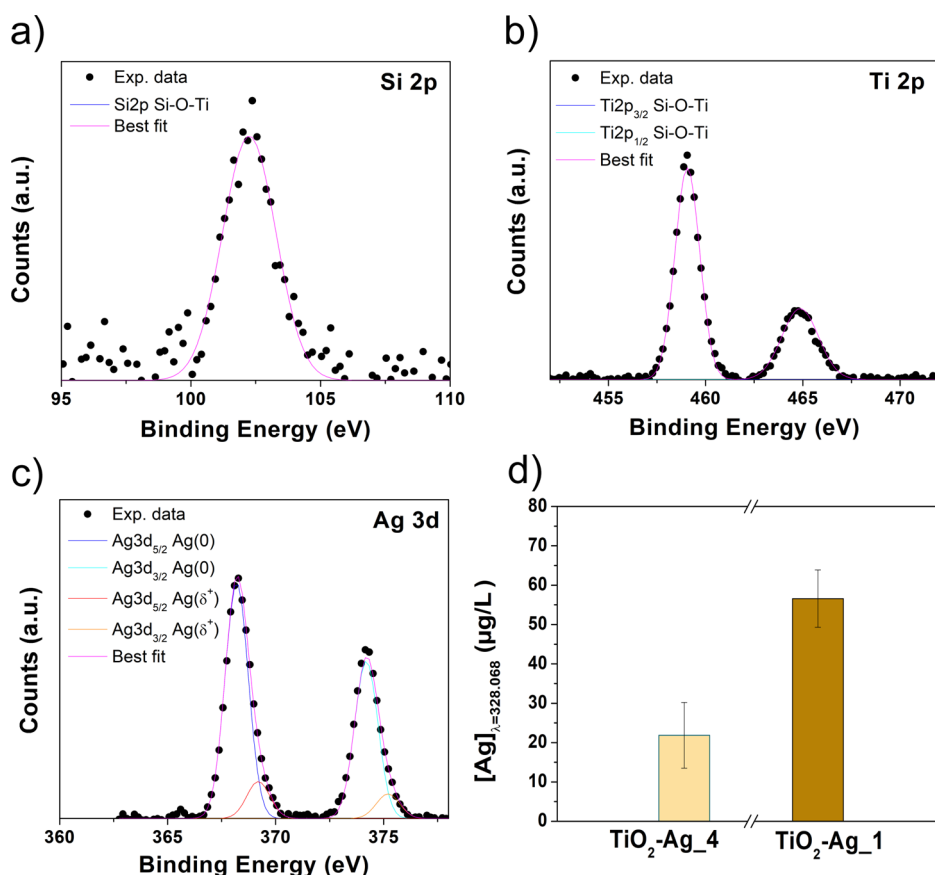 a)
Si 2p
Exp. data
Si2p Si-O-Ti
Best fit
Counts (a.u.)
95 100 105 110
Binding Energy (eV)
b)
Ti 2p
Exp. data
Ti2p3/2 Si-O-Ti
Ti2p1/2 Si-O-Ti
Best fit
Counts (a.u.)
455 460 465 470
Binding Energy (eV)
c)
Ag 3d
Exp. data
Ag3d5/2 Ag(0)
Ag3d3/2 Ag(0)
Ag3d5/2 Ag(δ+)
Ag3d3/2 Ag(δ+)
Best fit
Counts (a.u.)
360 365 370 375
Binding Energy (eV)
d)
80
70
60
50
40
30
20
10
0
[Ag]λ=328.068 (µg/L)
TiO2-Ag_4 TiO2-Ag_1